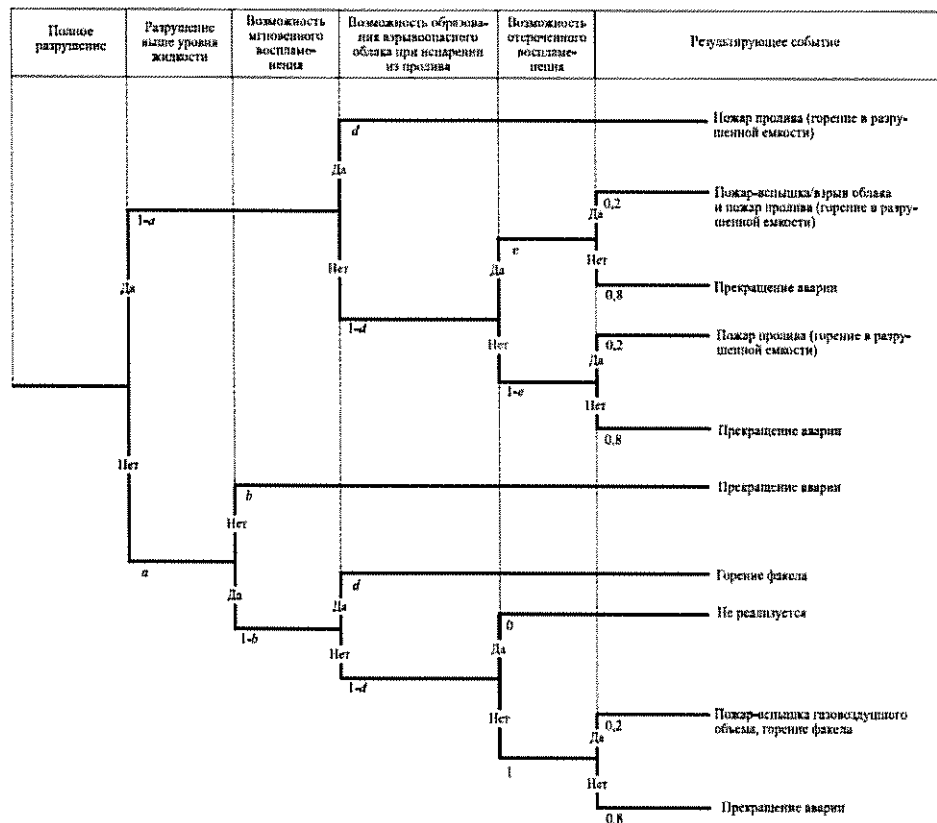 Полное
разрушение
Разрушение
выше уровня
жидкости
Возможность
мгновенного
воспламе-
нения
Возможность образова-
ния взрывоопасного
облака при испарении
из пролива
Возможность
отсроченного
воспламе-
нения
Результирующее событие
d
Пожар пролива (горение в разру-
шенной емкости)
Да
1-a
Да
Нет
1-d
Да
e
Да
0,2
Пожар-вспышка/взрыв облака
и пожар пролива (горение в разру-
шенной емкости)
Нет
0,8
Прекращение аварии
Нет
1-e
Да
0,2
Пожар пролива (горение в разру-
шенной емкости)
Нет
0,8
Прекращение аварии
Нет
a
Нет
b
Прекращение аварии
Да
1-b
Да
d
Горение факела
Нет
1-d
Да
0
Не реализуется
Нет
1
Да
0,2
Пожар-вспышка газовоздушного
объема, горение факела
Нет
0,8
Прекращение аварии